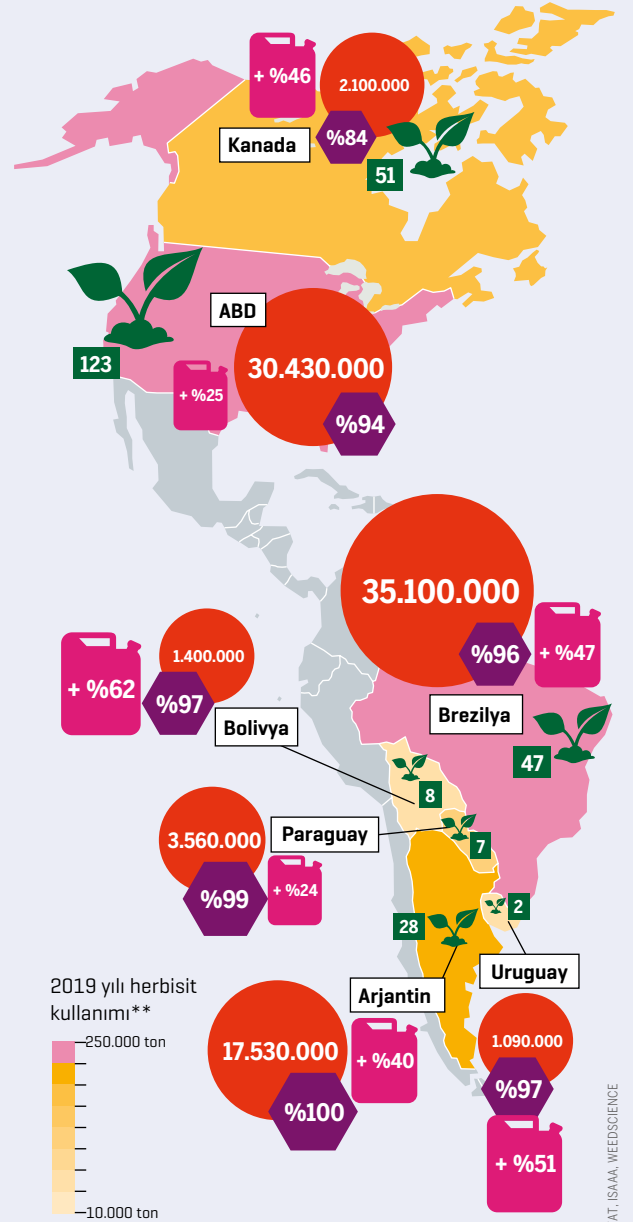 + %46
2.100.000
%84
Kanada
51
ABD
123
30.430.000
+ %25
%94
35.100.000
%96
+ %47
Brezilya
47
1.400.000
+ %62
%97
Bolivya
8
3.560.000
Paraguay
%99
+ %24
7
28
2
Uruguay
Arjantin
2019 yılı herbisit
kullanımı**
250.000 ton
10.000 ton
17.530.000
+ %40
%100
1.090.000
%97
+ %51
AT, ISAAA, WEEDSCIENCE